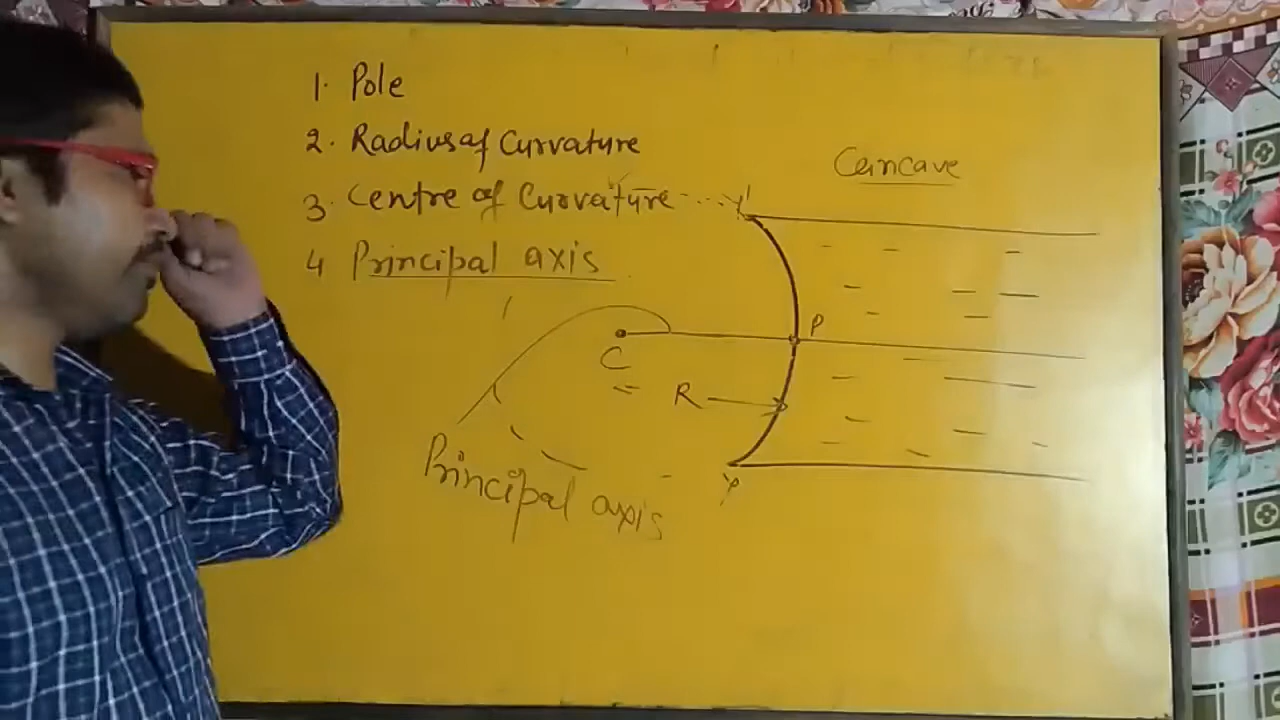 1. Pole
2. Radius of Curvature
3. Centre of Curvature
4 Principal axis
Concave
Y'
P
C
R
Principal axis
Y